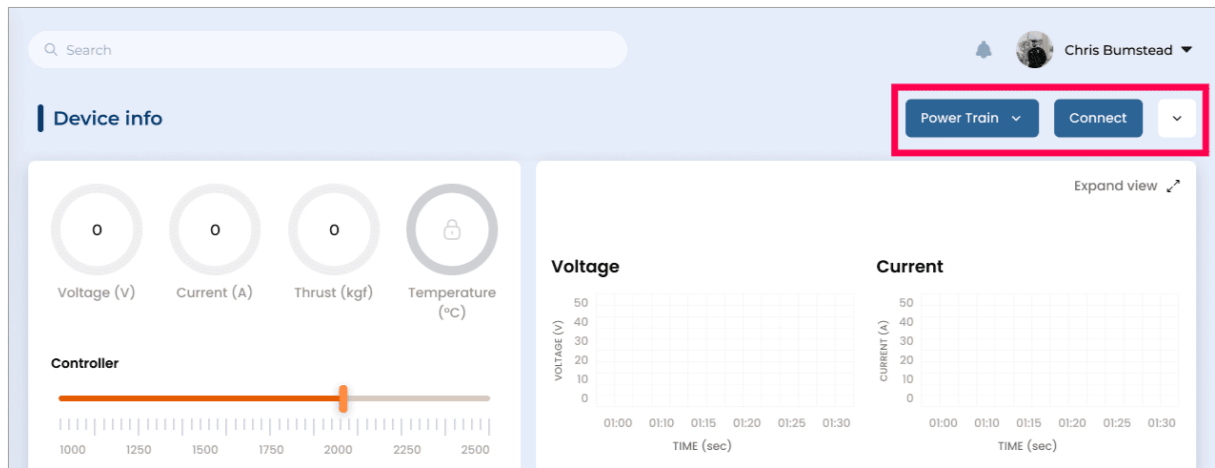 Search
Chris Bumstead
Device info
Power Train
Connect
0
0
0
Voltage (V)
Current (A)
Thrust (kgf)
Temperature
(°C)
Controller
1000 1250 1500 1750 2000 2250 2500
Expand view
Voltage
VOLTAGE (V)
50
40
30
20
10
0
01:00 01:10 01:15 01:20 01:25 01:30
TIME (sec)
Current
CURRENT (A)
50
40
30
20
10
0
01:00 01:10 01:15 01:20 01:25 01:30
TIME (sec)